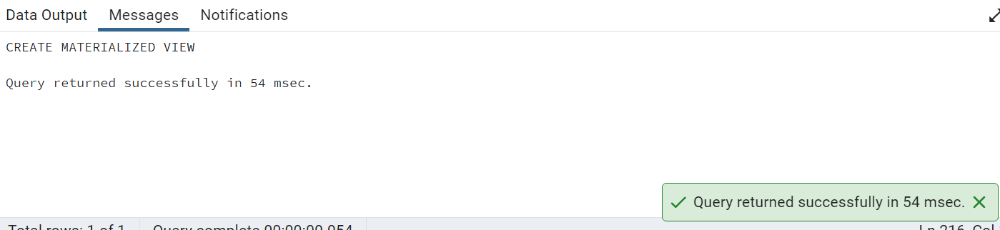 Data Output Messages Notifications
CREATE MATERIALIZED VIEW
Query returned successfully in 54 msec.
Query returned successfully in 54 msec.
Total rows: 1 of 1 Query complete 00:00:00.054 Ln 216, Col